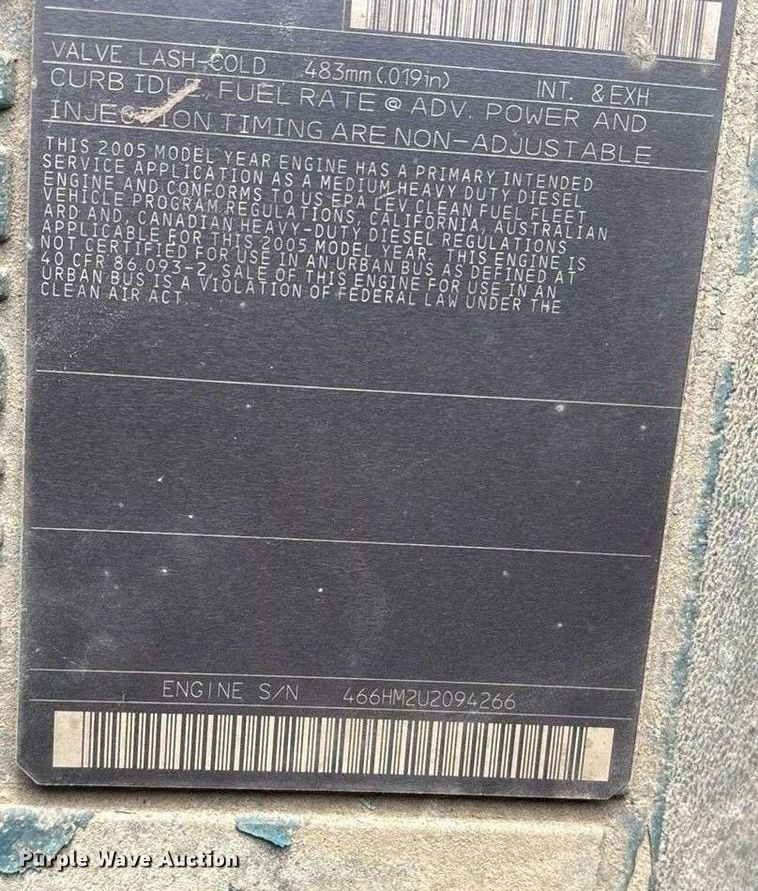 VALVE LASH-COLD 483mm(.019in) INT. & EXH
CURB IDLE, FUEL RATE @ ADV. POWER AND
INJECTION TIMING ARE NON-ADJUSTABLE
THIS 2005 MODEL YEAR ENGINE HAS A PRIMARY INTENDED
SERVICE APPLICATION AS A MEDIUM HEAVY DUTY DIESEL
ENGINE AND CONFORMS TO US EPA LEV CLEAN FUEL FLEET
VEHICLE PROGRAM REGULATIONS, CALIFORNIA, AUSTRALIAN
ARD AND, CANADIAN HEAVY-DUTY DIESEL REGULATIONS
APPLICABLE FOR THIS 2005 MODEL YEAR. THIS ENGINE IS
NOT CERTIFIED FOR USE IN AN URBAN BUS AS DEFINED AT
40 CFR 86.093-2. SALE OF THIS ENGINE FOR USE IN AN
URBAN BUS IS A VIOLATION OF FEDERAL LAW UNDER THE
CLEAN AIR ACT.
ENGINE S/N 466HM2U2094266
Purple Wave Auction